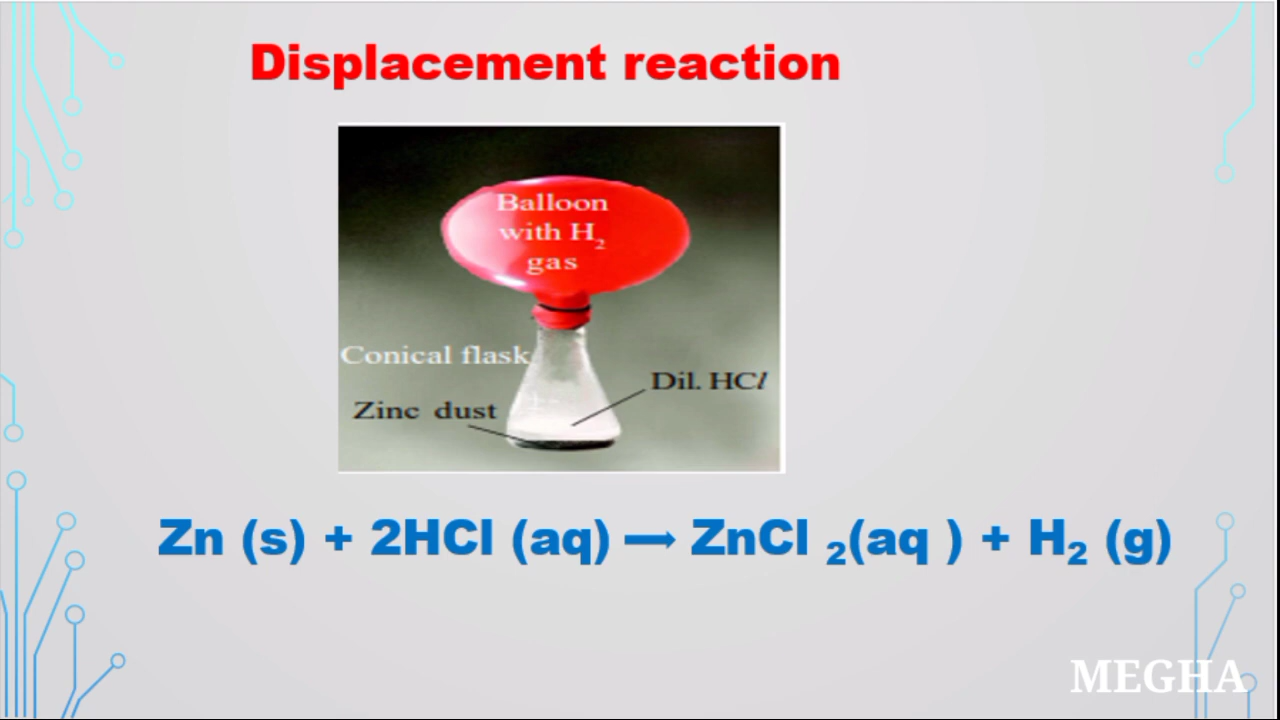 Displacement reaction
Balloon
with H₂
gas
Conical flask
Dil. HCl
Zinc dust
Zn (s) + 2HCl (aq) → ZnCl ₂(aq ) + H₂ (g)
MEGHA